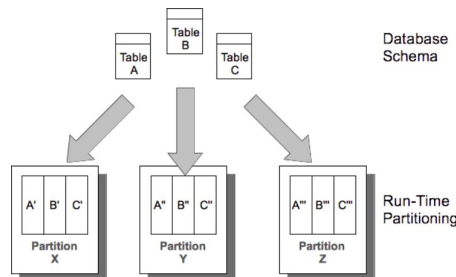 Table
B
Table
A
Table
C
Database
Schema
A' B' C'
A" B" C"
A''' B''' C'''
Partition
X
Partition
Y
Partition
Z
Run-Time
Partitioning